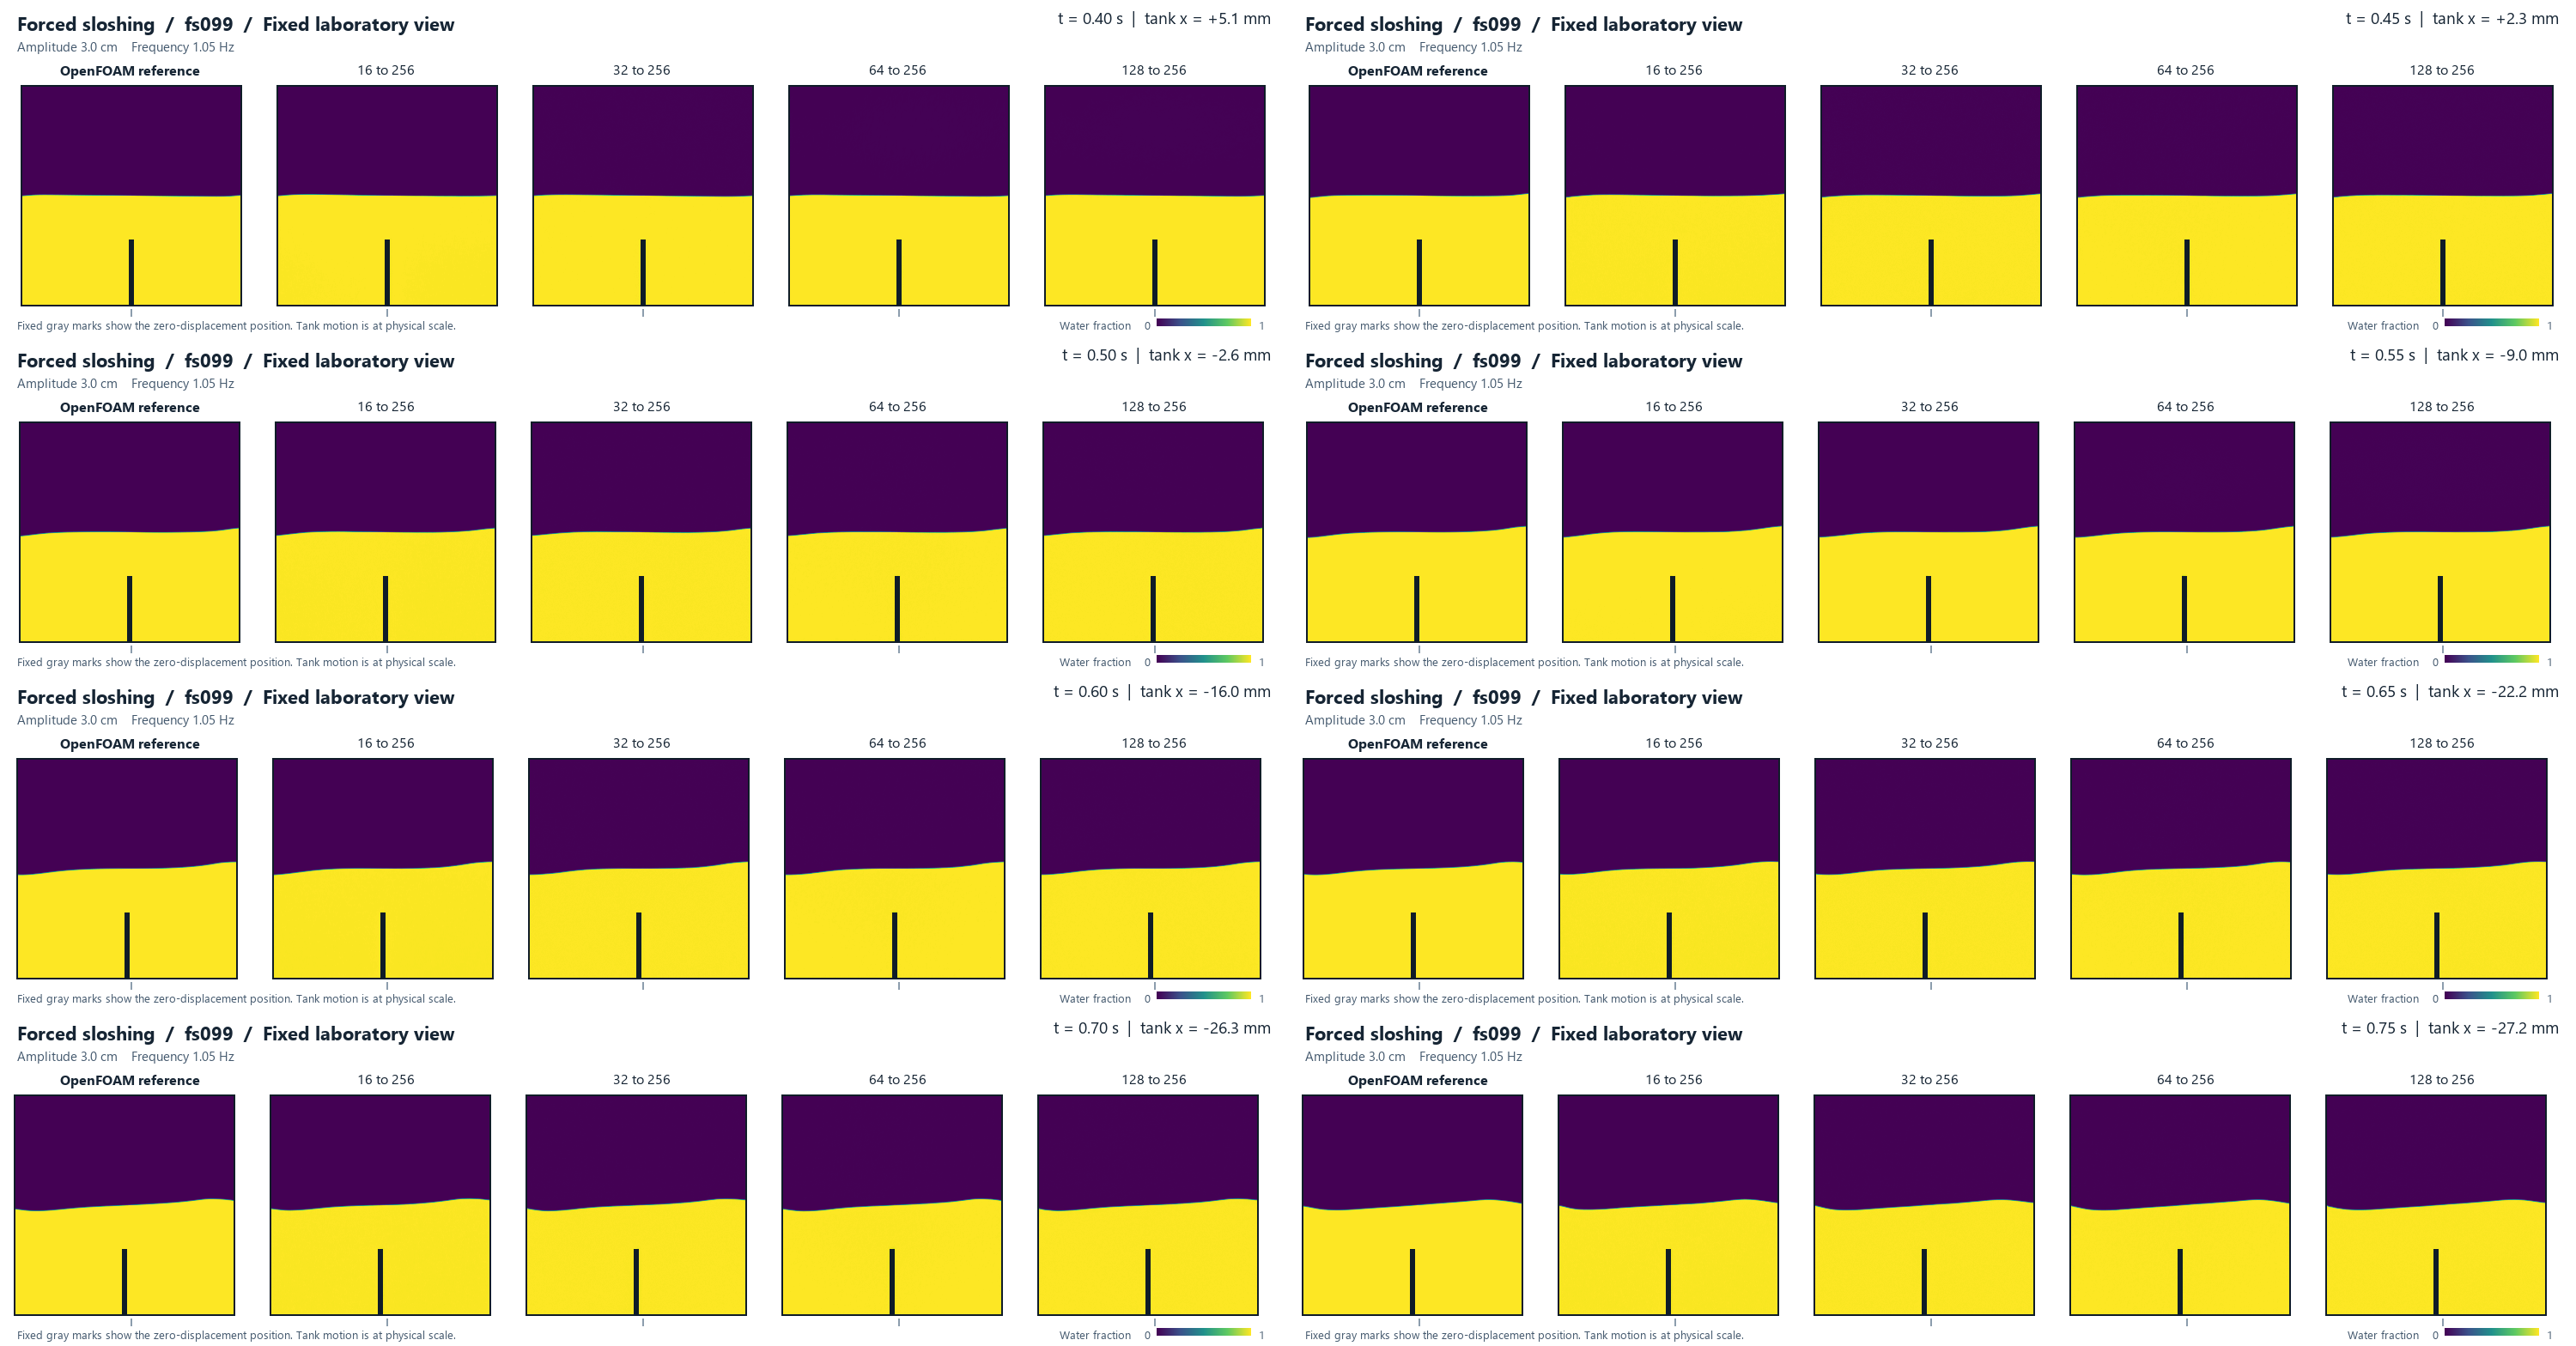 Forced sloshing / fs099 / Fixed laboratory view
t = 0.40 s | tank x = +5.1 mm
Amplitude 3.0 cm Frequency 1.05 Hz
OpenFOAM reference 16 to 256 32 to 256 64 to 256 128 to 256
Fixed gray marks show the zero-displacement position. Tank motion is at physical scale.
Water fraction 0 1
Forced sloshing / fs099 / Fixed laboratory view
t = 0.45 s | tank x = +2.3 mm
Amplitude 3.0 cm Frequency 1.05 Hz
OpenFOAM reference 16 to 256 32 to 256 64 to 256 128 to 256
Fixed gray marks show the zero-displacement position. Tank motion is at physical scale.
Water fraction 0 1
Forced sloshing / fs099 / Fixed laboratory view
t = 0.50 s | tank x = -2.6 mm
Amplitude 3.0 cm Frequency 1.05 Hz
OpenFOAM reference 16 to 256 32 to 256 64 to 256 128 to 256
Fixed gray marks show the zero-displacement position. Tank motion is at physical scale.
Water fraction 0 1
Forced sloshing / fs099 / Fixed laboratory view
t = 0.55 s | tank x = -9.0 mm
Amplitude 3.0 cm Frequency 1.05 Hz
OpenFOAM reference 16 to 256 32 to 256 64 to 256 128 to 256
Fixed gray marks show the zero-displacement position. Tank motion is at physical scale.
Water fraction 0 1
Forced sloshing / fs099 / Fixed laboratory view
t = 0.60 s | tank x = -16.0 mm
Amplitude 3.0 cm Frequency 1.05 Hz
OpenFOAM reference 16 to 256 32 to 256 64 to 256 128 to 256
Fixed gray marks show the zero-displacement position. Tank motion is at physical scale.
Water fraction 0 1
Forced sloshing / fs099 / Fixed laboratory view
t = 0.65 s | tank x = -22.2 mm
Amplitude 3.0 cm Frequency 1.05 Hz
OpenFOAM reference 16 to 256 32 to 256 64 to 256 128 to 256
Fixed gray marks show the zero-displacement position. Tank motion is at physical scale.
Water fraction 0 1
Forced sloshing / fs099 / Fixed laboratory view
t = 0.70 s | tank x = -26.3 mm
Amplitude 3.0 cm Frequency 1.05 Hz
OpenFOAM reference 16 to 256 32 to 256 64 to 256 128 to 256
Fixed gray marks show the zero-displacement position. Tank motion is at physical scale.
Water fraction 0 1
Forced sloshing / fs099 / Fixed laboratory view
t = 0.75 s | tank x = -27.2 mm
Amplitude 3.0 cm Frequency 1.05 Hz
OpenFOAM reference 16 to 256 32 to 256 64 to 256 128 to 256
Fixed gray marks show the zero-displacement position. Tank motion is at physical scale.
Water fraction 0 1